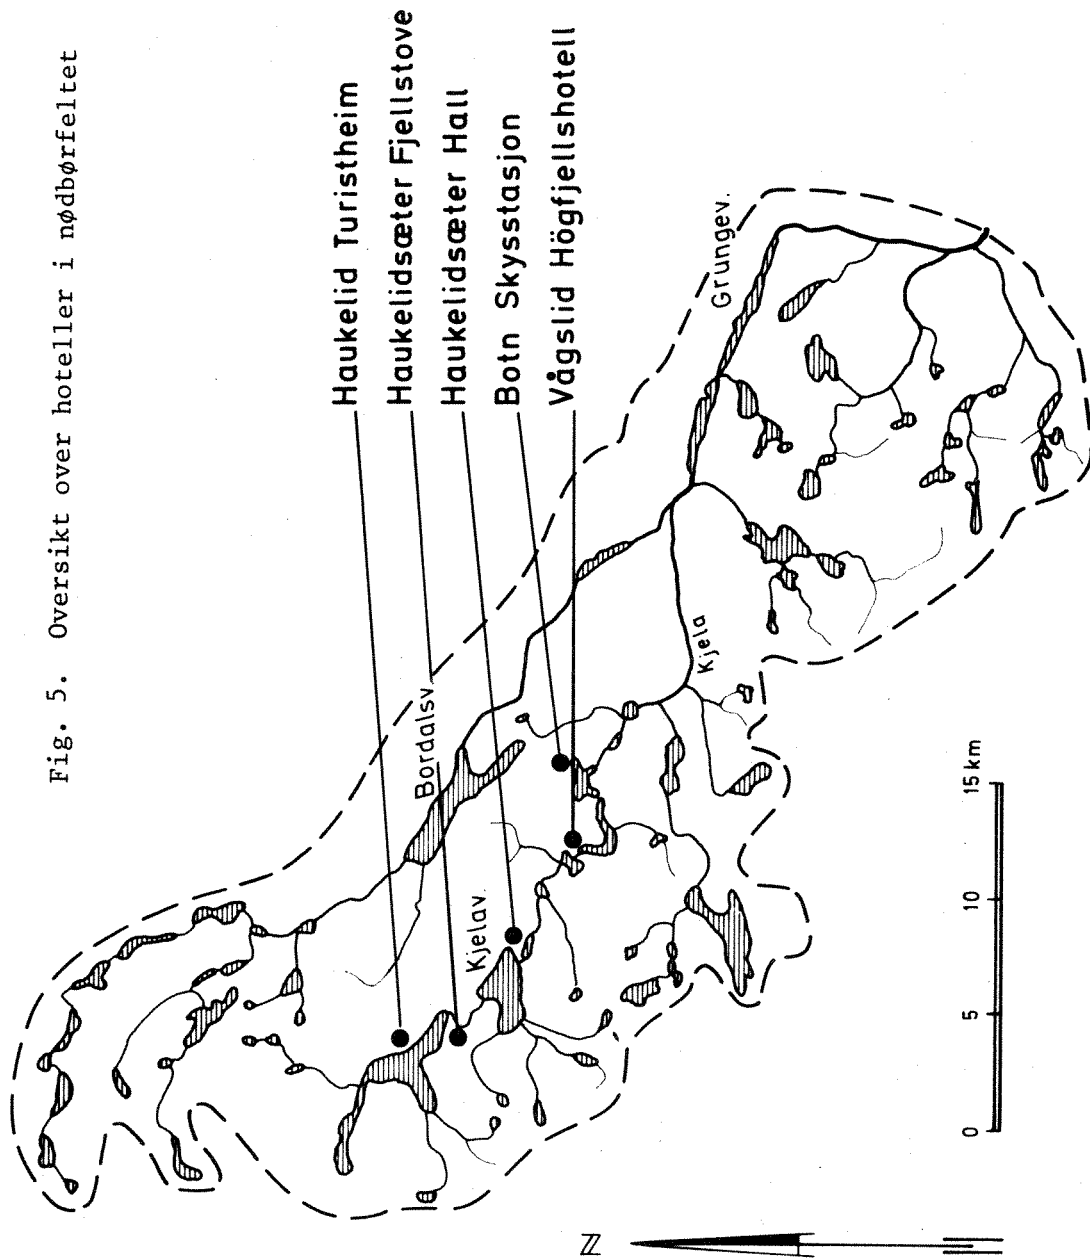 Fig. 5. Oversikt over hoteller i nødbørfeltet
Haukelid Turistheim
Haukelidsæter Fjellstove
Haukelidsæter Hall
Botn Skysstasjon
Vågslid Högfjellshotell
Bordalsv.
Kjelav.
Kjela
Grungev.
0 5 10 15 km
N